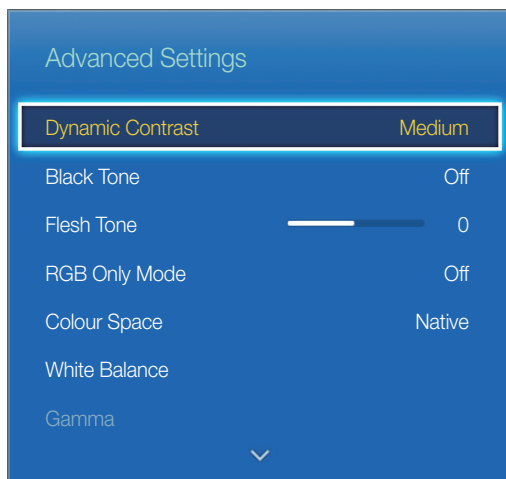 Advanced Settings
Dynamic Contrast Medium
Black Tone Off
Flesh Tone 0
RGB Only Mode Off
Colour Space Native
White Balance
Gamma